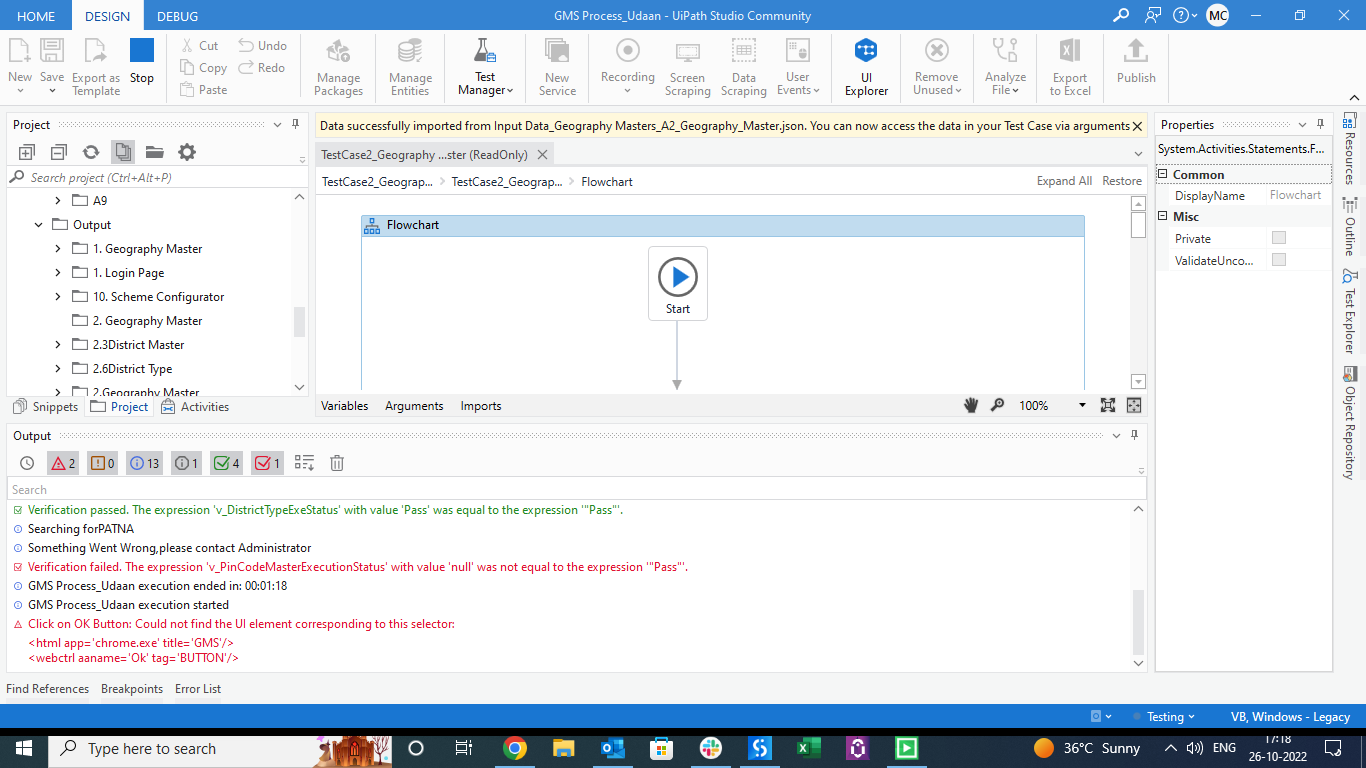 HOME DESIGN DEBUG GMS Process_Udaan - UiPath Studio Community MC
New Save Export as Template Stop
Cut Undo
Copy Redo
Paste
Manage Packages
Manage Entities
Test Manager
New Service
Recording
Screen Scraping
Data Scraping
User Events
UI Explorer
Remove Unused
Analyze File
Export to Excel
Publish
Project
Search project (Ctrl+Alt+P)
A9
Output
1. Geography Master
1. Login Page
10. Scheme Configurator
2. Geography Master
2.3District Master
2.6District Type
2.Geography Master
Snippets Project Activities
Data successfully imported from Input Data_Geography Masters_A2_Geography_Master.json. You can now access the data in your Test Case via arguments
TestCase2_Geography ...ster (ReadOnly)
TestCase2_Geograp... TestCase2_Geograp... Flowchart Expand All Restore
Flowchart
Start
Variables Arguments Imports 100%
Properties
System.Activities.Statements.F...
Common
DisplayName Flowchart
Misc
Private
ValidateUnco...
Resources
Outline
Test Explorer
Object Repository
Output
2 0 13 1 4 1
Search
Verification passed. The expression 'v_DistrictTypeExeStatus' with value 'Pass' was equal to the expression '"Pass"'.
Searching forPATNA
Something Went Wrong,please contact Administrator
Verification failed. The expression 'v_PinCodeMasterExecutionStatus' with value 'null' was not equal to the expression '"Pass"'.
GMS Process_Udaan execution ended in: 00:01:18
GMS Process_Udaan execution started
Click on OK Button: Could not find the UI element corresponding to this selector:
<html app='chrome.exe' title='GMS'/>
<webctrl aaname='Ok' tag='BUTTON'/>
Find References Breakpoints Error List
Testing VB, Windows - Legacy
Type here to search 36°C Sunny ENG 17:18
26-10-2022